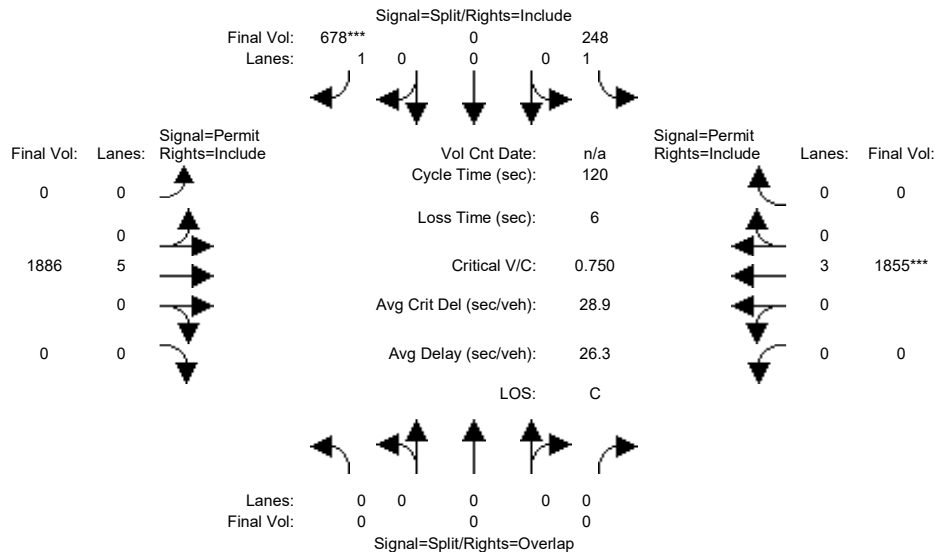 Signal=Split/Rights=Include
Final Vol: 678*** 0 248
Lanes: 1 0 0 0 1
Signal=Permit Signal=Permit
Final Vol: Lanes: Rights=Include Vol Cnt Date: n/a Rights=Include Lanes: Final Vol:
Cycle Time (sec): 120
0 0 0 0
Loss Time (sec): 6
0 0
1886 5 Critical V/C: 0.750 3 1855***
0 Avg Crit Del (sec/veh): 28.9 0
0 0 Avg Delay (sec/veh): 26.3 0 0
LOS: C
Lanes: 0 0 0 0 0
Final Vol: 0 0 0
Signal=Split/Rights=Overlap